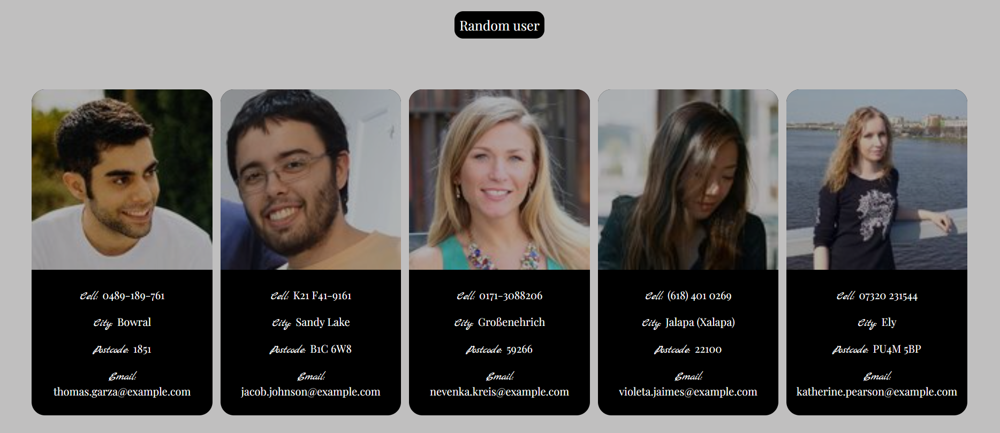 Random user
Cell: 0489-189-761
City: Bowral
Postcode: 1851
Email:
thomas.garza@example.com
Cell: K21 F41-9161
City: Sandy Lake
Postcode: B1C 6W8
Email:
jacob.johnson@example.com
Cell: 0171-3088206
City: Großenehrich
Postcode: 59266
Email:
nevenka.kreis@example.com
Cell: (618) 401 0269
City: Jalapa (Xalapa)
Postcode: 22100
Email:
violeta.jaimes@example.com
Cell: 07320 231544
City: Ely
Postcode: PU4M 5BP
Email:
katherine.pearson@example.com